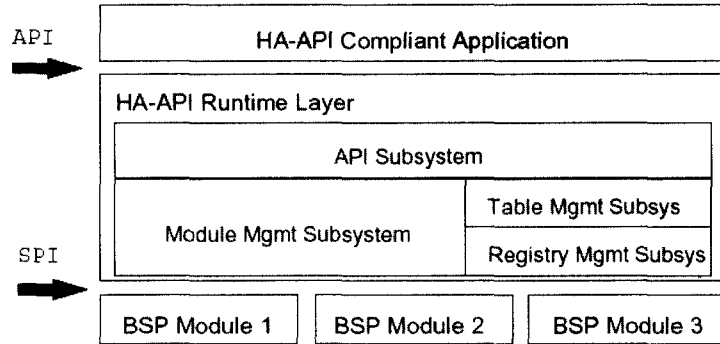 API
HA-API Compliant Application
HA-API Runtime Layer
API Subsystem
Module Mgmt Subsystem
Table Mgmt Subsys
Registry Mgmt Subsys
SPI
BSP Module 1
BSP Module 2
BSP Module 3